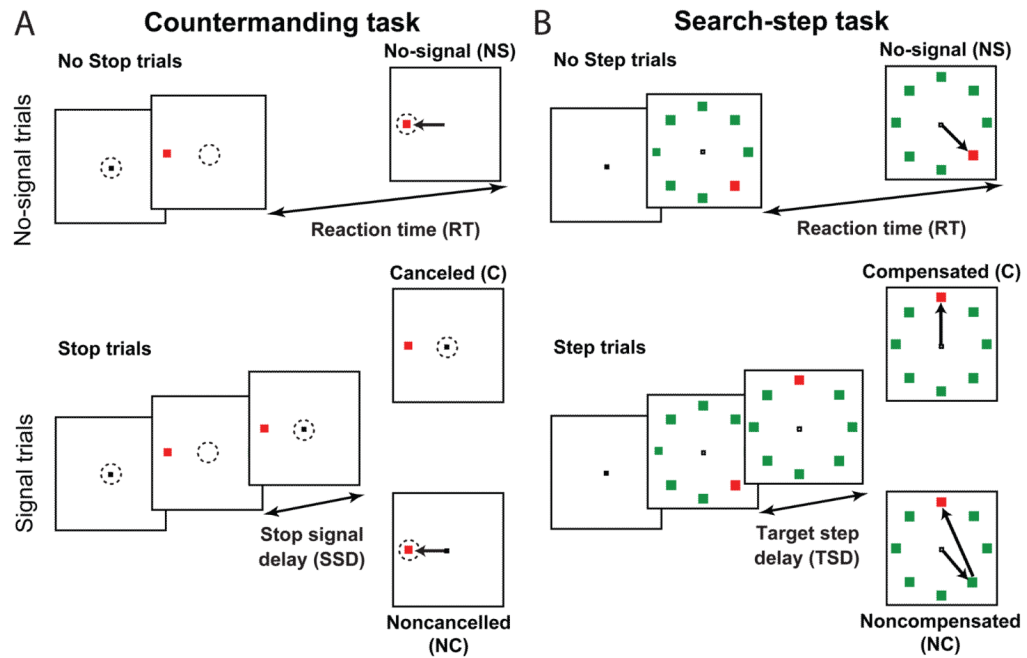 A
Countermanding task
No-signal trials
No Stop trials
No-signal (NS)
Reaction time (RT)
Signal trials
Stop trials
Canceled (C)
Stop signal
delay (SSD)
Noncancelled
(NC)
B
Search-step task
No Step trials
No-signal (NS)
Reaction time (RT)
Step trials
Compensated (C)
Target step
delay (TSD)
Noncompensated
(NC)